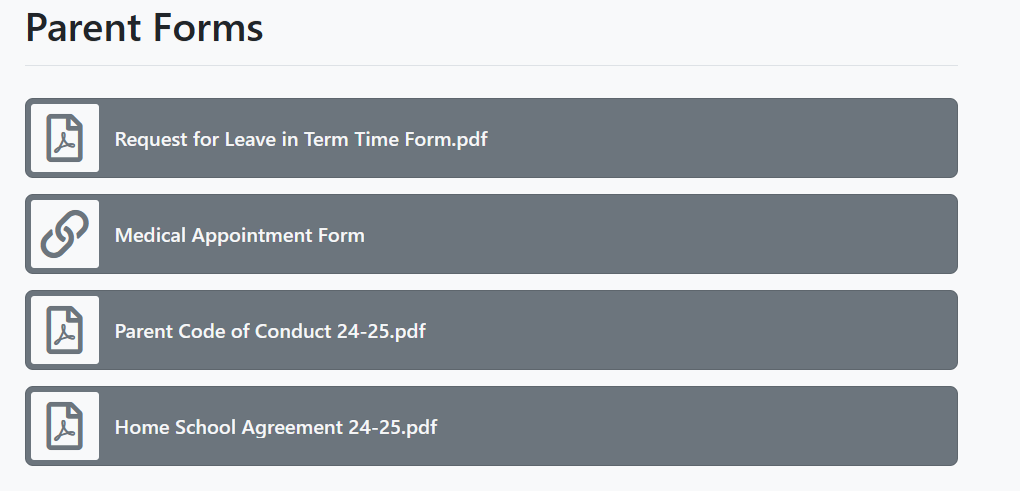 Parent Forms
Request for Leave in Term Time Form.pdf
Medical Appointment Form
Parent Code of Conduct 24-25.pdf
Home School Agreement 24-25.pdf